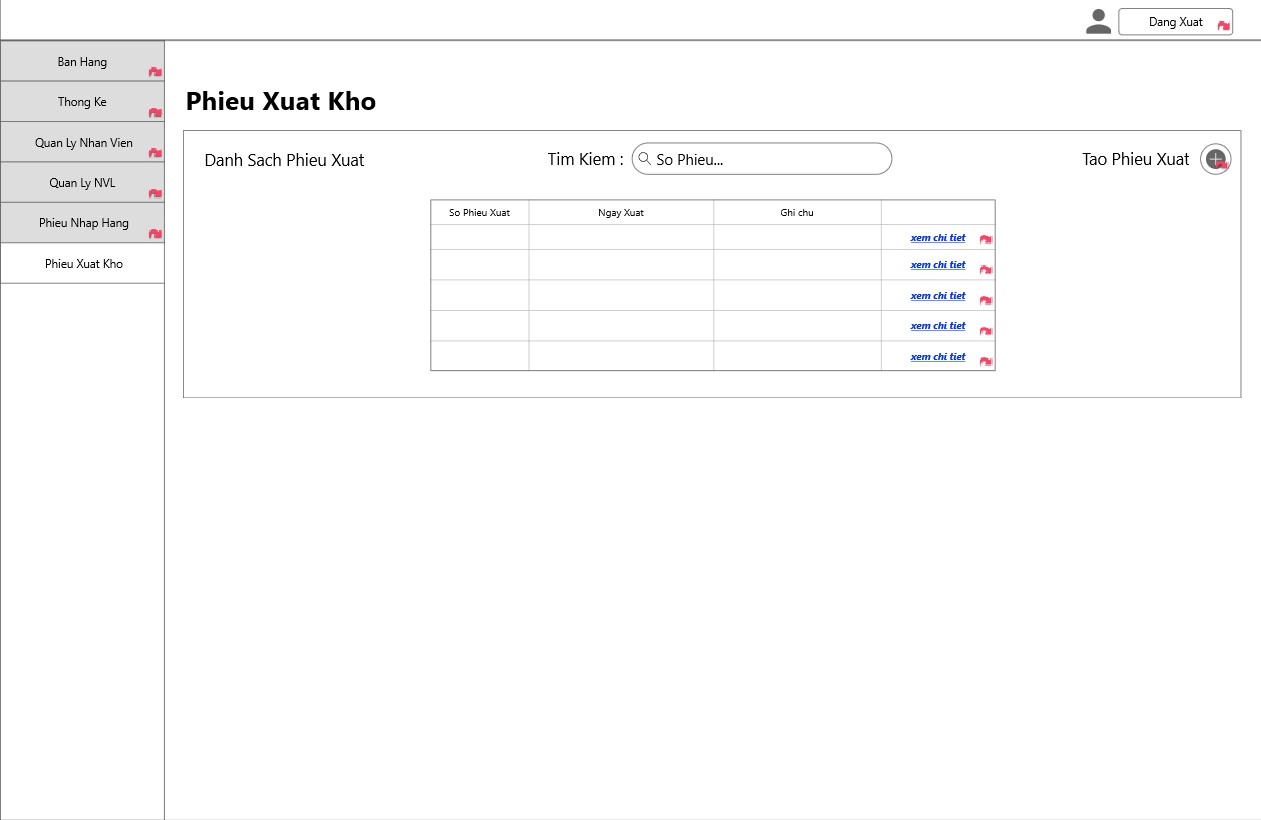 Dang Xuat
Ban Hang
Thong Ke
Quan Ly Nhan Vien
Quan Ly NVL
Phieu Nhap Hang
Phieu Xuat Kho
Phieu Xuat Kho
Danh Sach Phieu Xuat
Tim Kiem : So Phieu...
Tao Phieu Xuat
So Phieu Xuat Ngay Xuat Ghi chu
xem chi tiet
xem chi tiet
xem chi tiet
xem chi tiet
xem chi tiet